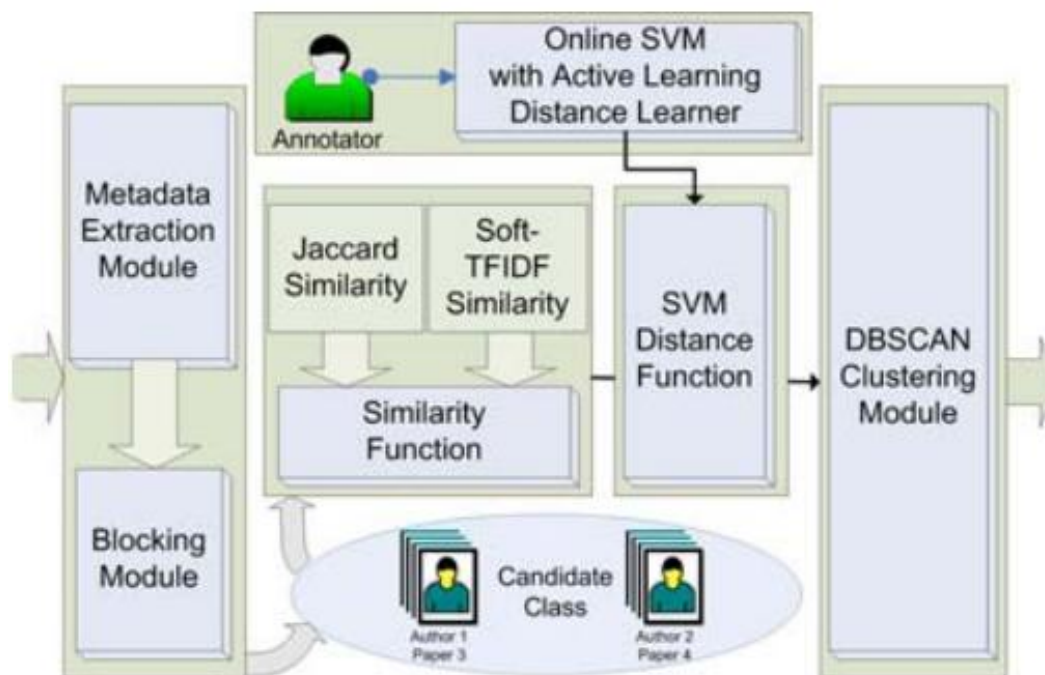 Online SVM
with Active Learning
Distance Learner
Annotator
Metadata
Extraction
Module
Blocking
Module
Jaccard
Similarity
Soft-
TFIDF
Similarity
Similarity
Function
SVM
Distance
Function
DBSCAN
Clustering
Module
Candidate
Class
Author 1
Paper 3
Author 2
Paper 4